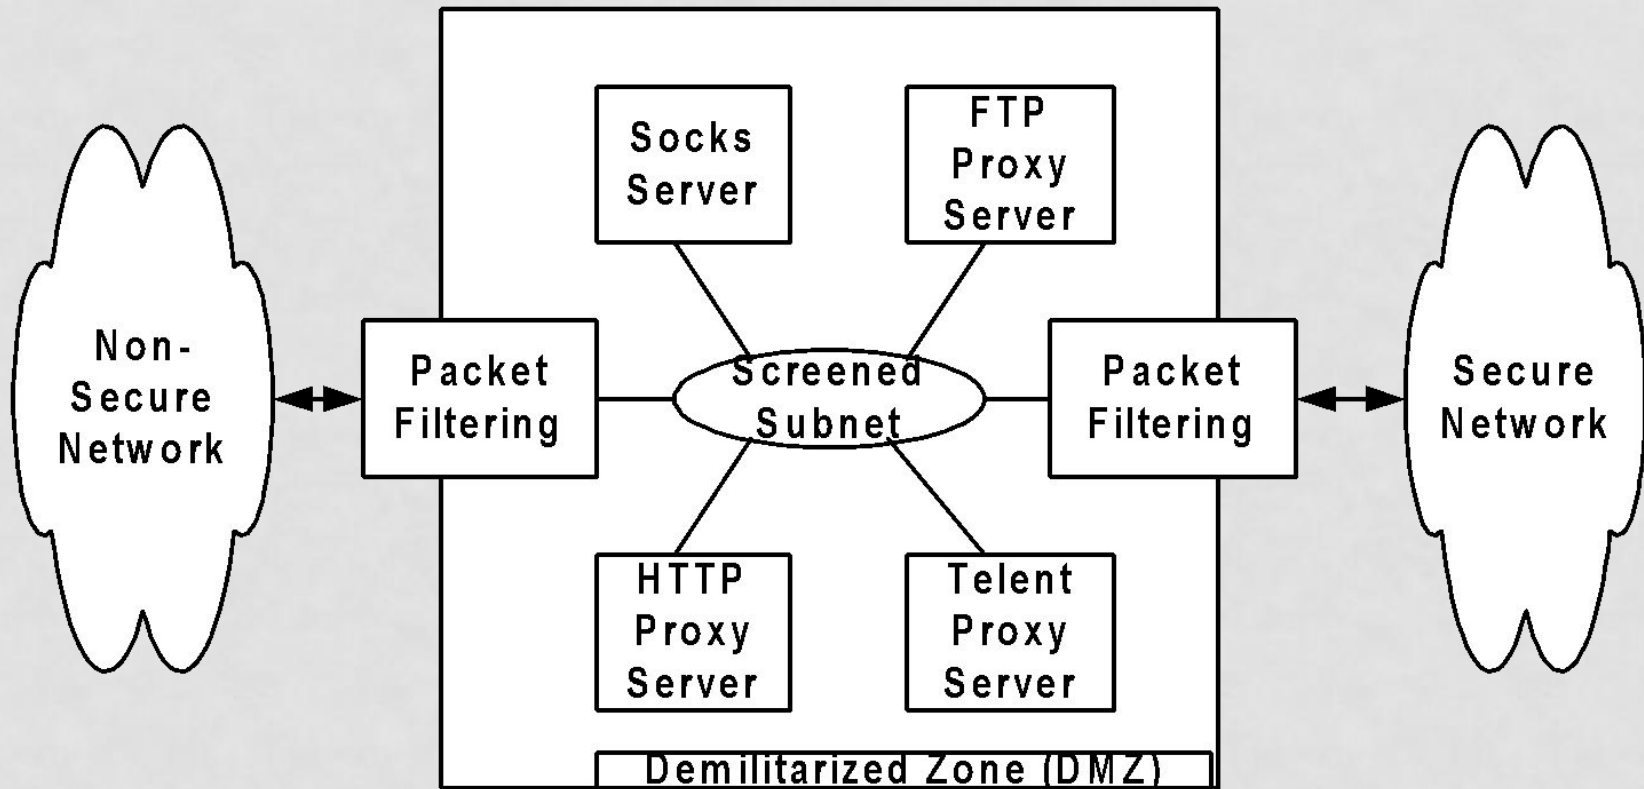 Socks
Server
FTP
Proxy
Server
Non-
Secure
Network
Packet
Filtering
Screened
Subnet
Packet
Filtering
Secure
Network
HTTP
Proxy
Server
Telent
Proxy
Server
Demilitarized Zone (DMZ)